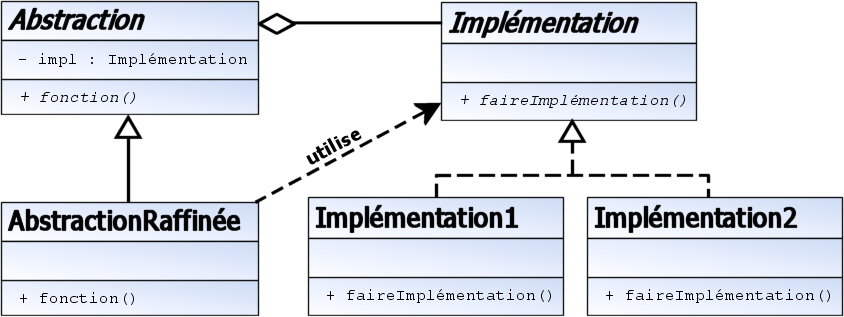 Abstraction
- impl : Implémentation
+ fonction()
Implémentation
+ faireImplémentation()
utilise
AbstractionRaffinée
+ fonction()
Implémentation1
+ faireImplémentation()
Implémentation2
+ faireImplémentation()